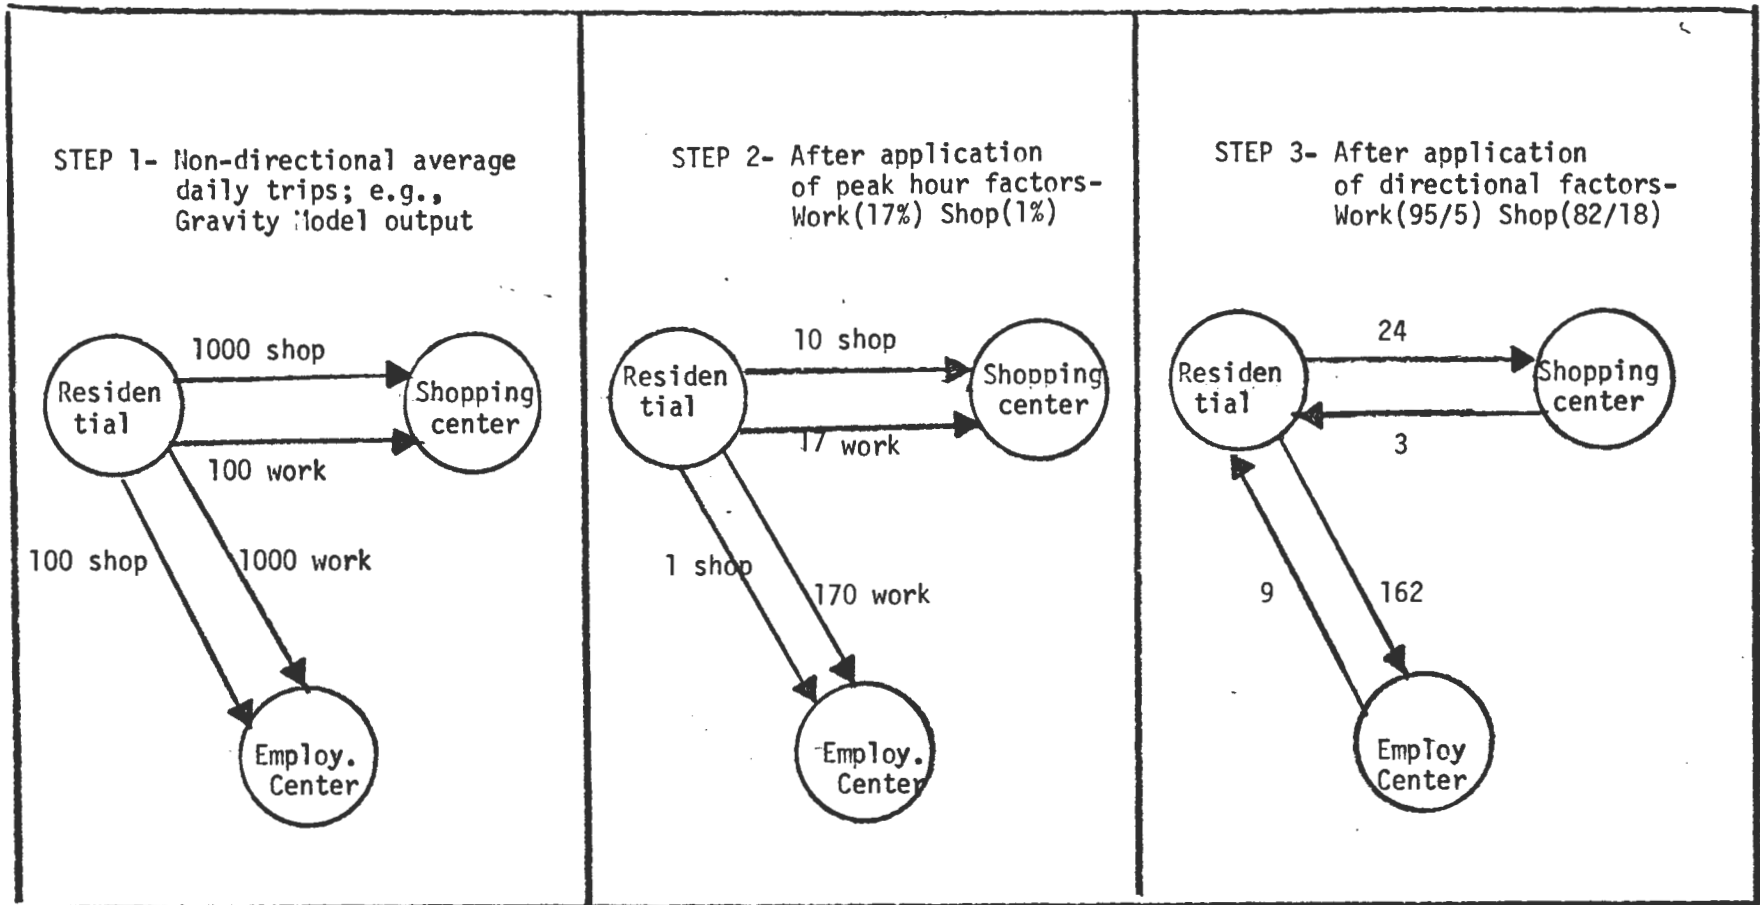 STEP 1- Non-directional average
daily trips; e.g.,
Gravity Model output
1000 shop
Residen
tial
Shopping
center
100 work
100 shop
1000 work
Employ.
Center
STEP 2- After application
of peak hour factors-
Work(17%) Shop(1%)
10 shop
Residen
tial
Shopping
center
17 work
1 shop
170 work
Employ.
Center
STEP 3- After application
of directional factors-
Work(95/5) Shop(82/18)
24
Residen
tial
Shopping
center
3
9
162
Employ
Center